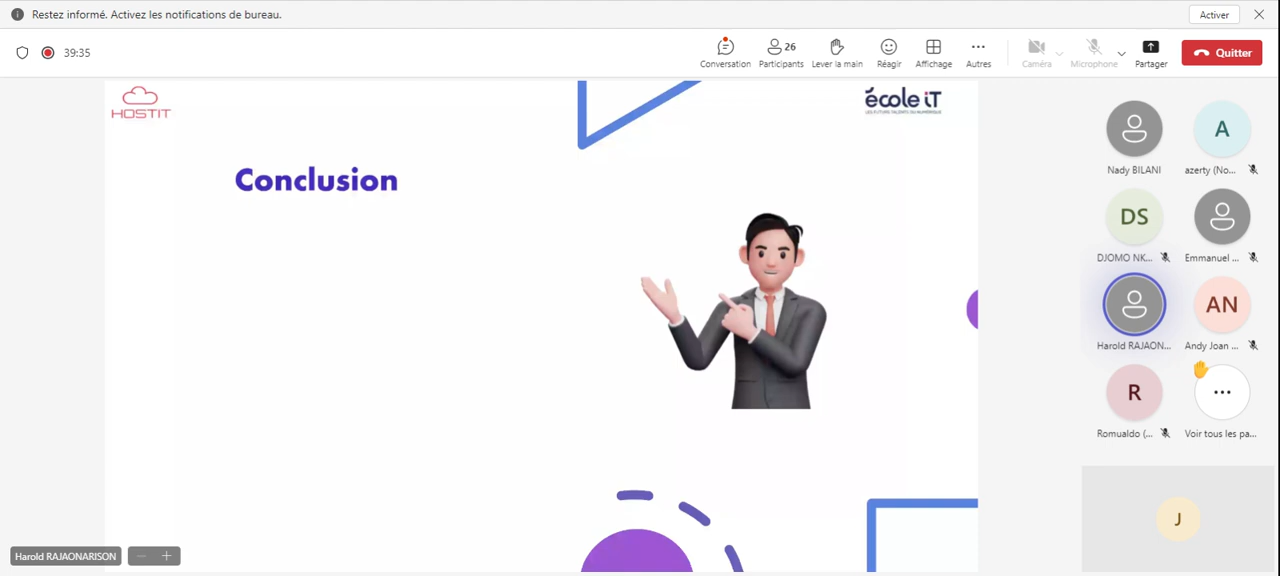 Restez informé. Activez les notifications de bureau.
Activer
39:35
Conversation
26
Participants
Lever la main
Réagir
Affichage
Autres
Caméra
Microphone
Partager
Quitter
HOSTIT
école iT
Conclusion
Nady BILANI
A
azerty (No...
DS
DJOMO NK...
Emmanuel ...
Harold RAJAON...
AN
Andy Joan ...
R
Romualdo (...
Voir tous les pa...
J
Harold RAJAONARISON